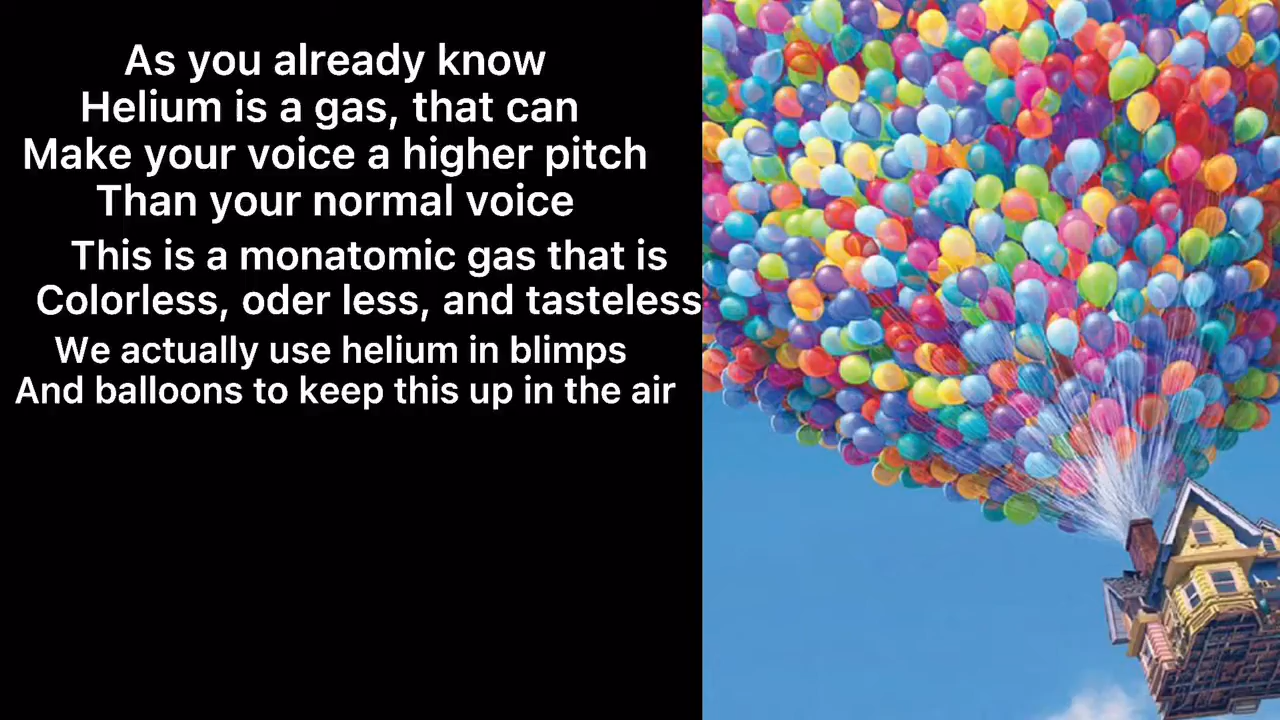 As you already know
Helium is a gas, that can
Make your voice a higher pitch
Than your normal voice
This is a monatomic gas that is
Colorless, oder less, and tasteless
We actually use helium in blimps
And balloons to keep this up in the air